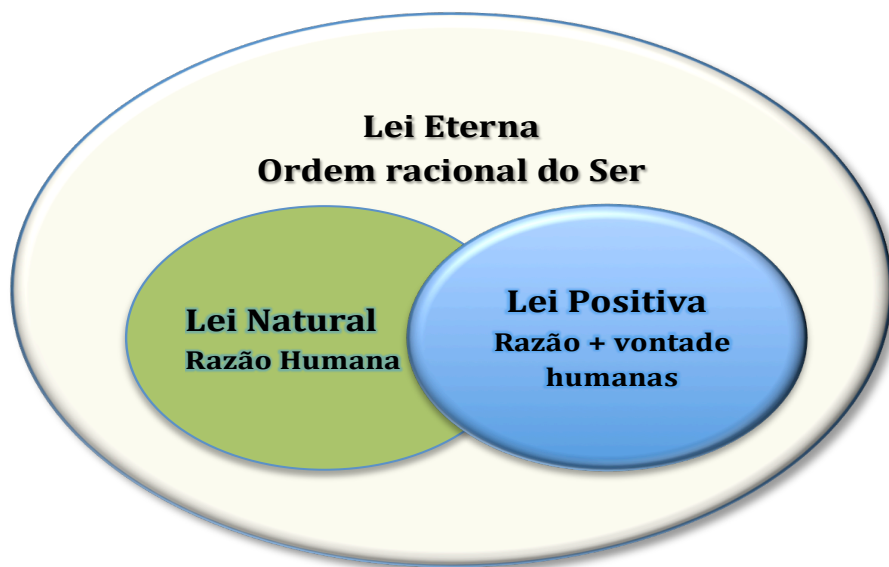 Lei Eterna
Ordem racional do Ser
Lei Natural
Razão Humana
Lei Positiva
Razão + vontade
humanas